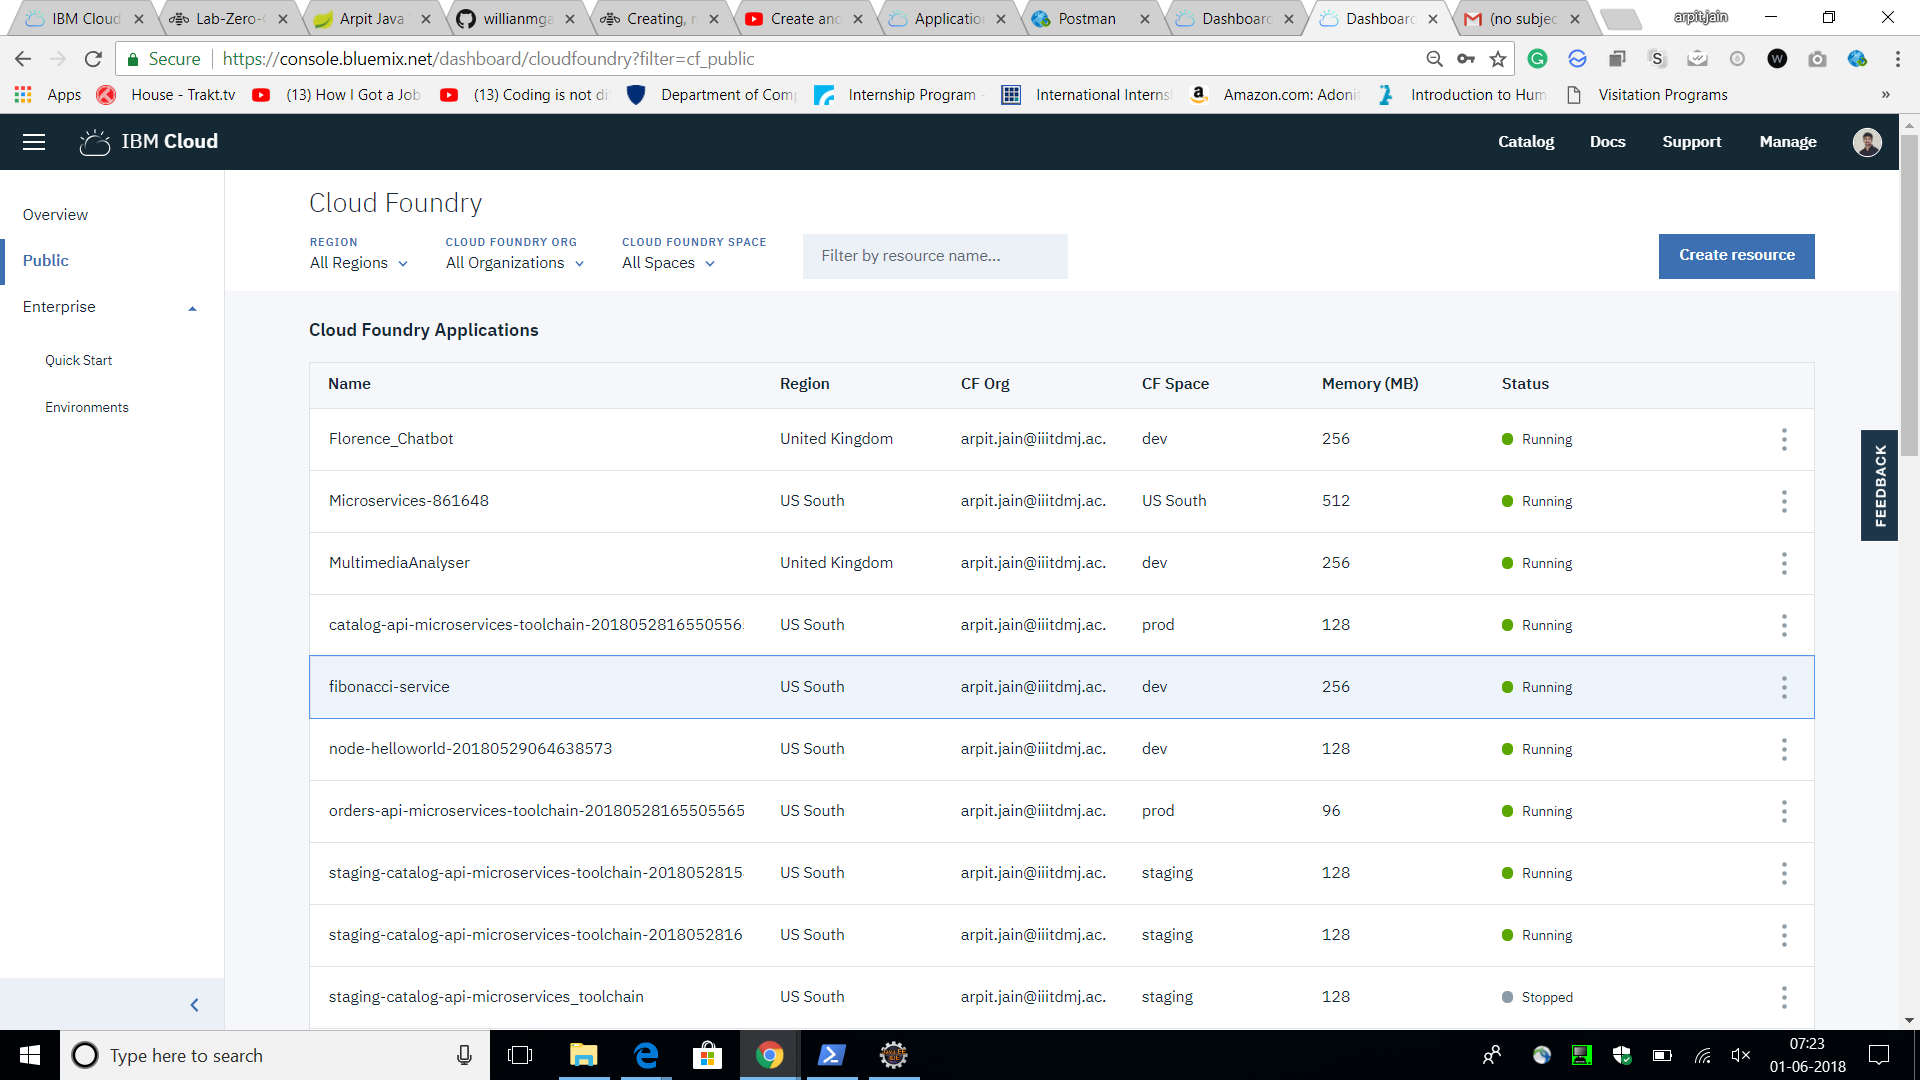 IBM Cloud
Lab-Zero-
Arpit Java
willianmga
Creating, r
Create and
Application
Postman
Dashboard
Dashboard
(no subjec
arpitjain
Secure https://console.bluemix.net/dashboard/cloudfoundry?filter=cf_public
Apps House - Trakt.tv (13) How I Got a Job (13) Coding is not di Department of Comp Internship Program - International Interns Amazon.com: Adonit Introduction to Hum Visitation Programs »
IBM Cloud Catalog Docs Support Manage
Overview
Public
Enterprise
Quick Start
Environments
Cloud Foundry
REGION CLOUD FOUNDRY ORG CLOUD FOUNDRY SPACE
All Regions All Organizations All Spaces Filter by resource name... Create resource
Cloud Foundry Applications
Name Region CF Org CF Space Memory (MB) Status
Florence_Chatbot United Kingdom arpit.jain@iiitdmj.ac. dev 256 Running
Microservices-861648 US South arpit.jain@iiitdmj.ac. US South 512 Running
MultimediaAnalyser United Kingdom arpit.jain@iiitdmj.ac. dev 256 Running
catalog-api-microservices-toolchain-2018052816550556 US South arpit.jain@iiitdmj.ac. prod 128 Running
fibonacci-service US South arpit.jain@iiitdmj.ac. dev 256 Running
node-helloworld-20180529064638573 US South arpit.jain@iiitdmj.ac. dev 128 Running
orders-api-microservices-toolchain-20180528165505565 US South arpit.jain@iiitdmj.ac. prod 96 Running
staging-catalog-api-microservices-toolchain-201805281 US South arpit.jain@iiitdmj.ac. staging 128 Running
staging-catalog-api-microservices-toolchain-2018052816 US South arpit.jain@iiitdmj.ac. staging 128 Running
staging-catalog-api-microservices_toolchain US South arpit.jain@iiitdmj.ac. staging 128 Stopped
FEEDBACK
Type here to search
07:23
01-06-2018